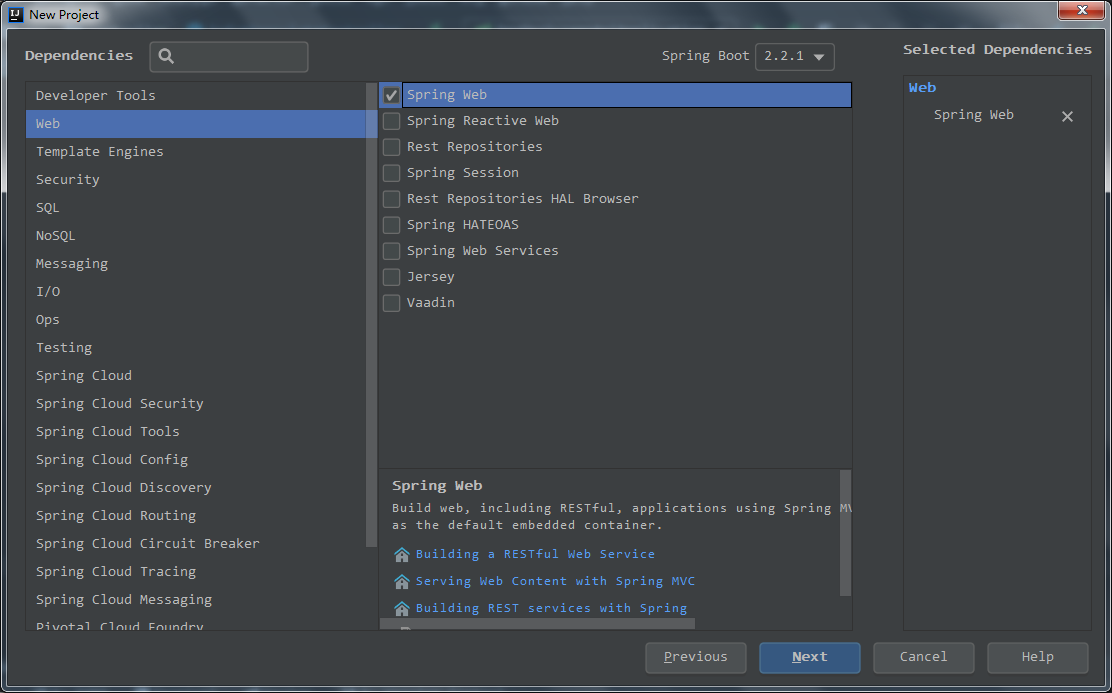 New Project
Dependencies
Spring Boot 2.2.1
Selected Dependencies
Developer Tools
Web
Template Engines
Security
SQL
NoSQL
Messaging
I/O
Ops
Testing
Spring Cloud
Spring Cloud Security
Spring Cloud Tools
Spring Cloud Config
Spring Cloud Discovery
Spring Cloud Routing
Spring Cloud Circuit Breaker
Spring Cloud Tracing
Spring Cloud Messaging
Pivotal Cloud Foundry
Spring Web
Spring Reactive Web
Rest Repositories
Spring Session
Rest Repositories HAL Browser
Spring HATEOAS
Spring Web Services
Jersey
Vaadin
Spring Web
Build web, including RESTful, applications using Spring MV
as the default embedded container.
Building a RESTful Web Service
Serving Web Content with Spring MVC
Building REST services with Spring
Web
Spring Web
Previous
Next
Cancel
Help